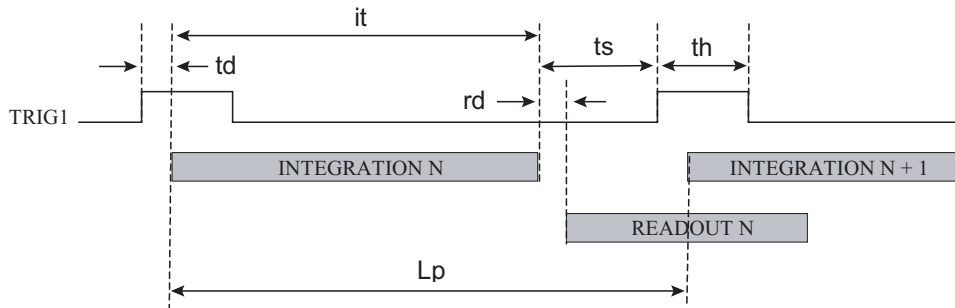 it
ts
th
td
rd
TRIG1
INTEGRATION N
INTEGRATION N + 1
READOUT N
Lp